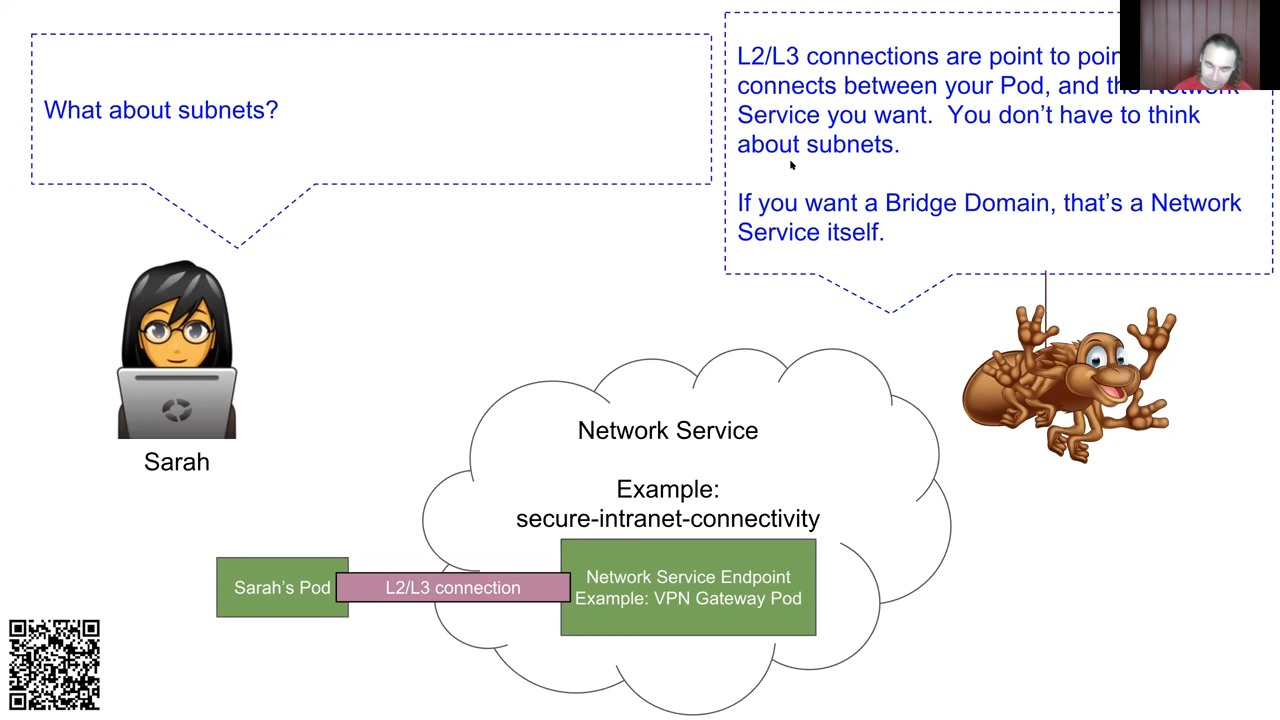 What about subnets?
L2/L3 connections are point to poin
connects between your Pod, and the Network
Service you want.  You don’t have to think
about subnets.
If you want a Bridge Domain, that’s a Network
Service itself.
Sarah
Network Service
Example:
secure-intranet-connectivity
Sarah’s Pod
L2/L3 connection
Network Service Endpoint
Example: VPN Gateway Pod